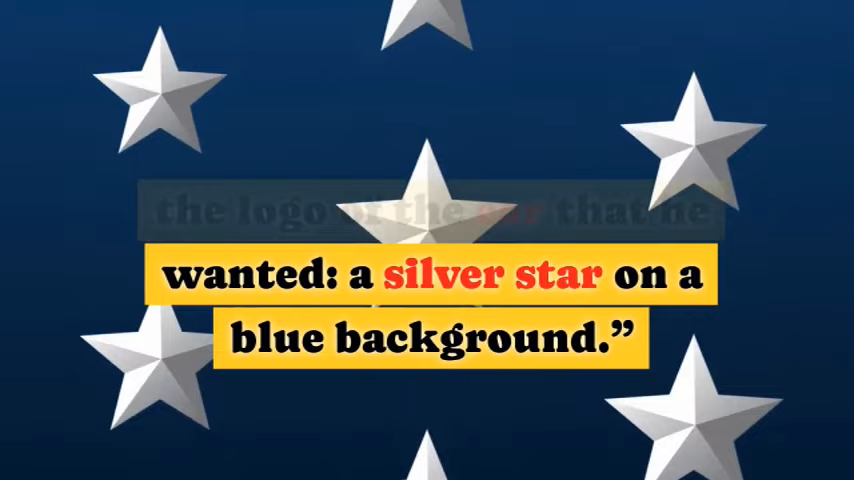 the logo of the car that he
wanted: a silver star on a
blue background.”